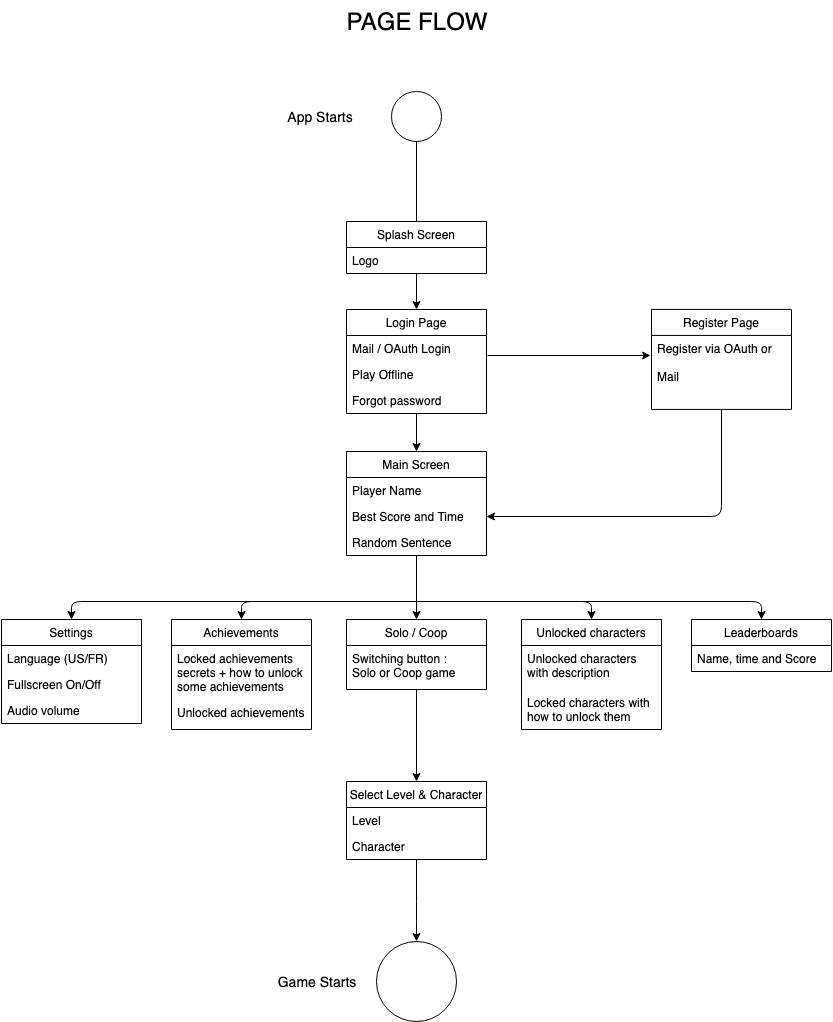 PAGE FLOW
App Starts
Splash Screen
Logo
Login Page
Mail / OAuth Login
Play Offline
Forgot password
Register Page
Register via OAuth or
Mail
Main Screen
Player Name
Best Score and Time
Random Sentence
Settings
Language (US/FR)
Fullscreen On/Off
Audio volume
Achievements
Locked achievements
secrets + how to unlock
some achievements
Unlocked achievements
Solo / Coop
Switching button :
Solo or Coop game
Unlocked characters
Unlocked characters
with description
Locked characters with
how to unlock them
Leaderboards
Name, time and Score
Select Level & Character
Level
Character
Game Starts